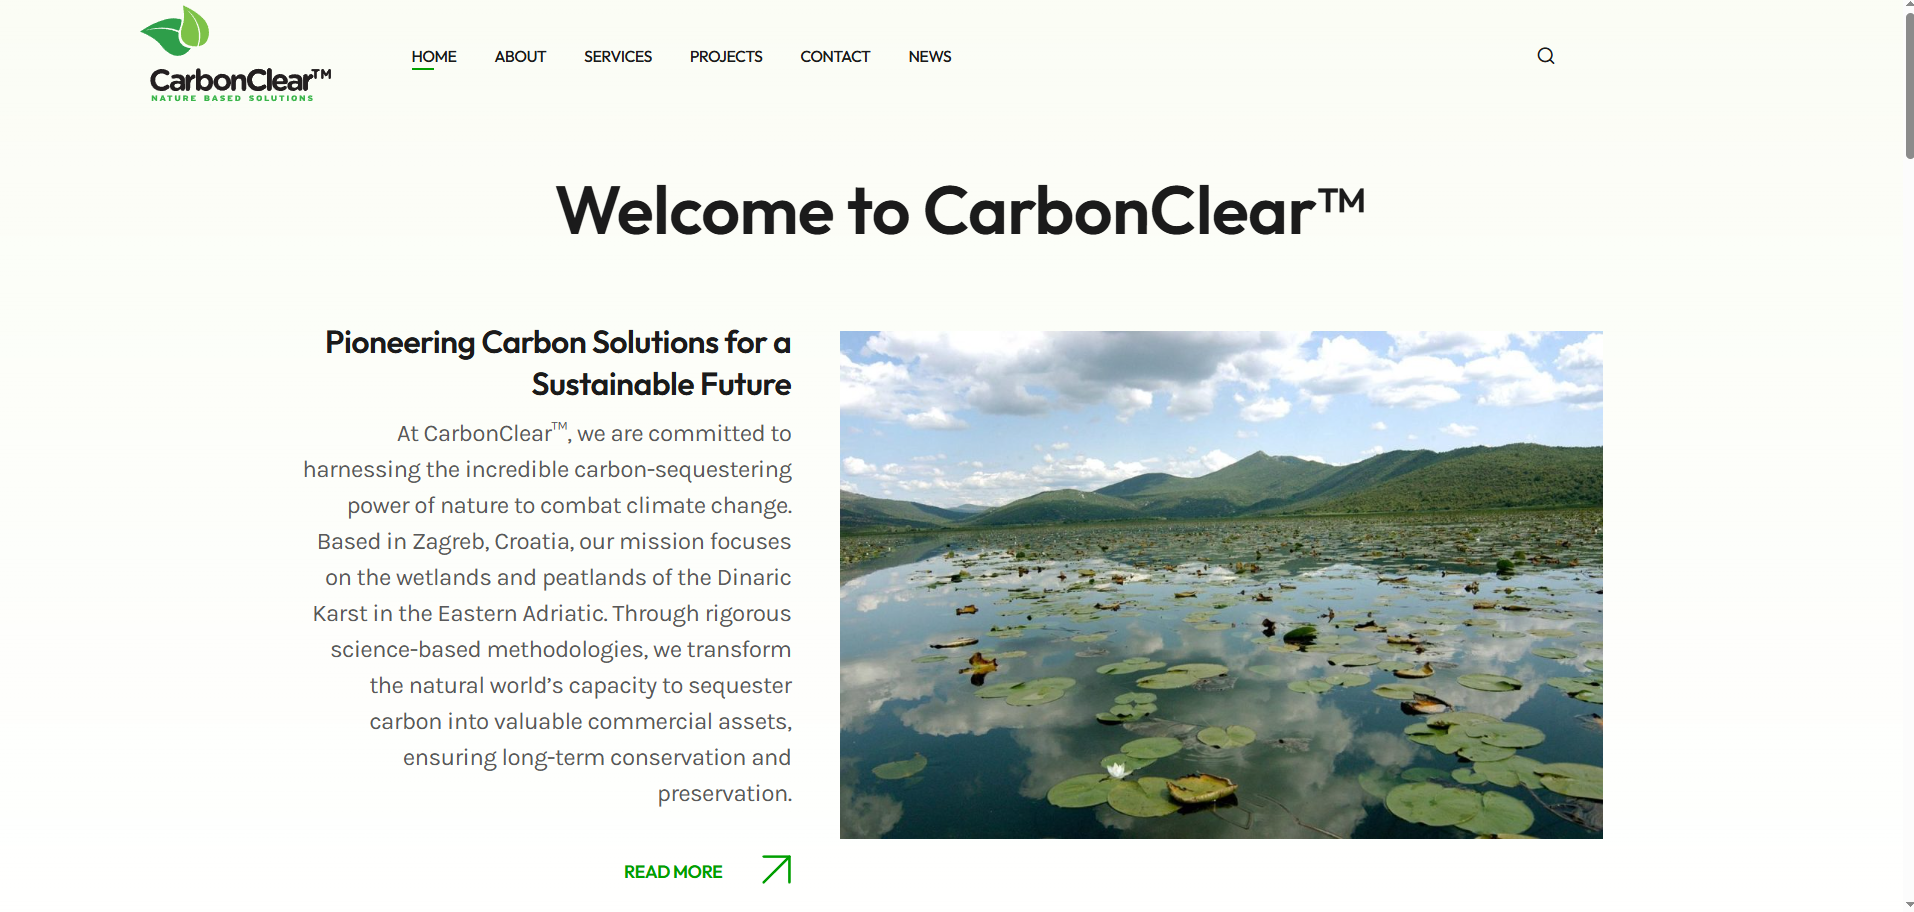 CarbonClear™
NATURE BASED SOLUTIONS
HOME ABOUT SERVICES PROJECTS CONTACT NEWS
Welcome to CarbonClear™
Pioneering Carbon Solutions for a
Sustainable Future
At CarbonClear™, we are committed to
harnessing the incredible carbon-sequestering
power of nature to combat climate change.
Based in Zagreb, Croatia, our mission focuses
on the wetlands and peatlands of the Dinaric
Karst in the Eastern Adriatic. Through rigorous
science-based methodologies, we transform
the natural world’s capacity to sequester
carbon into valuable commercial assets,
ensuring long-term conservation and
preservation.
READ MORE